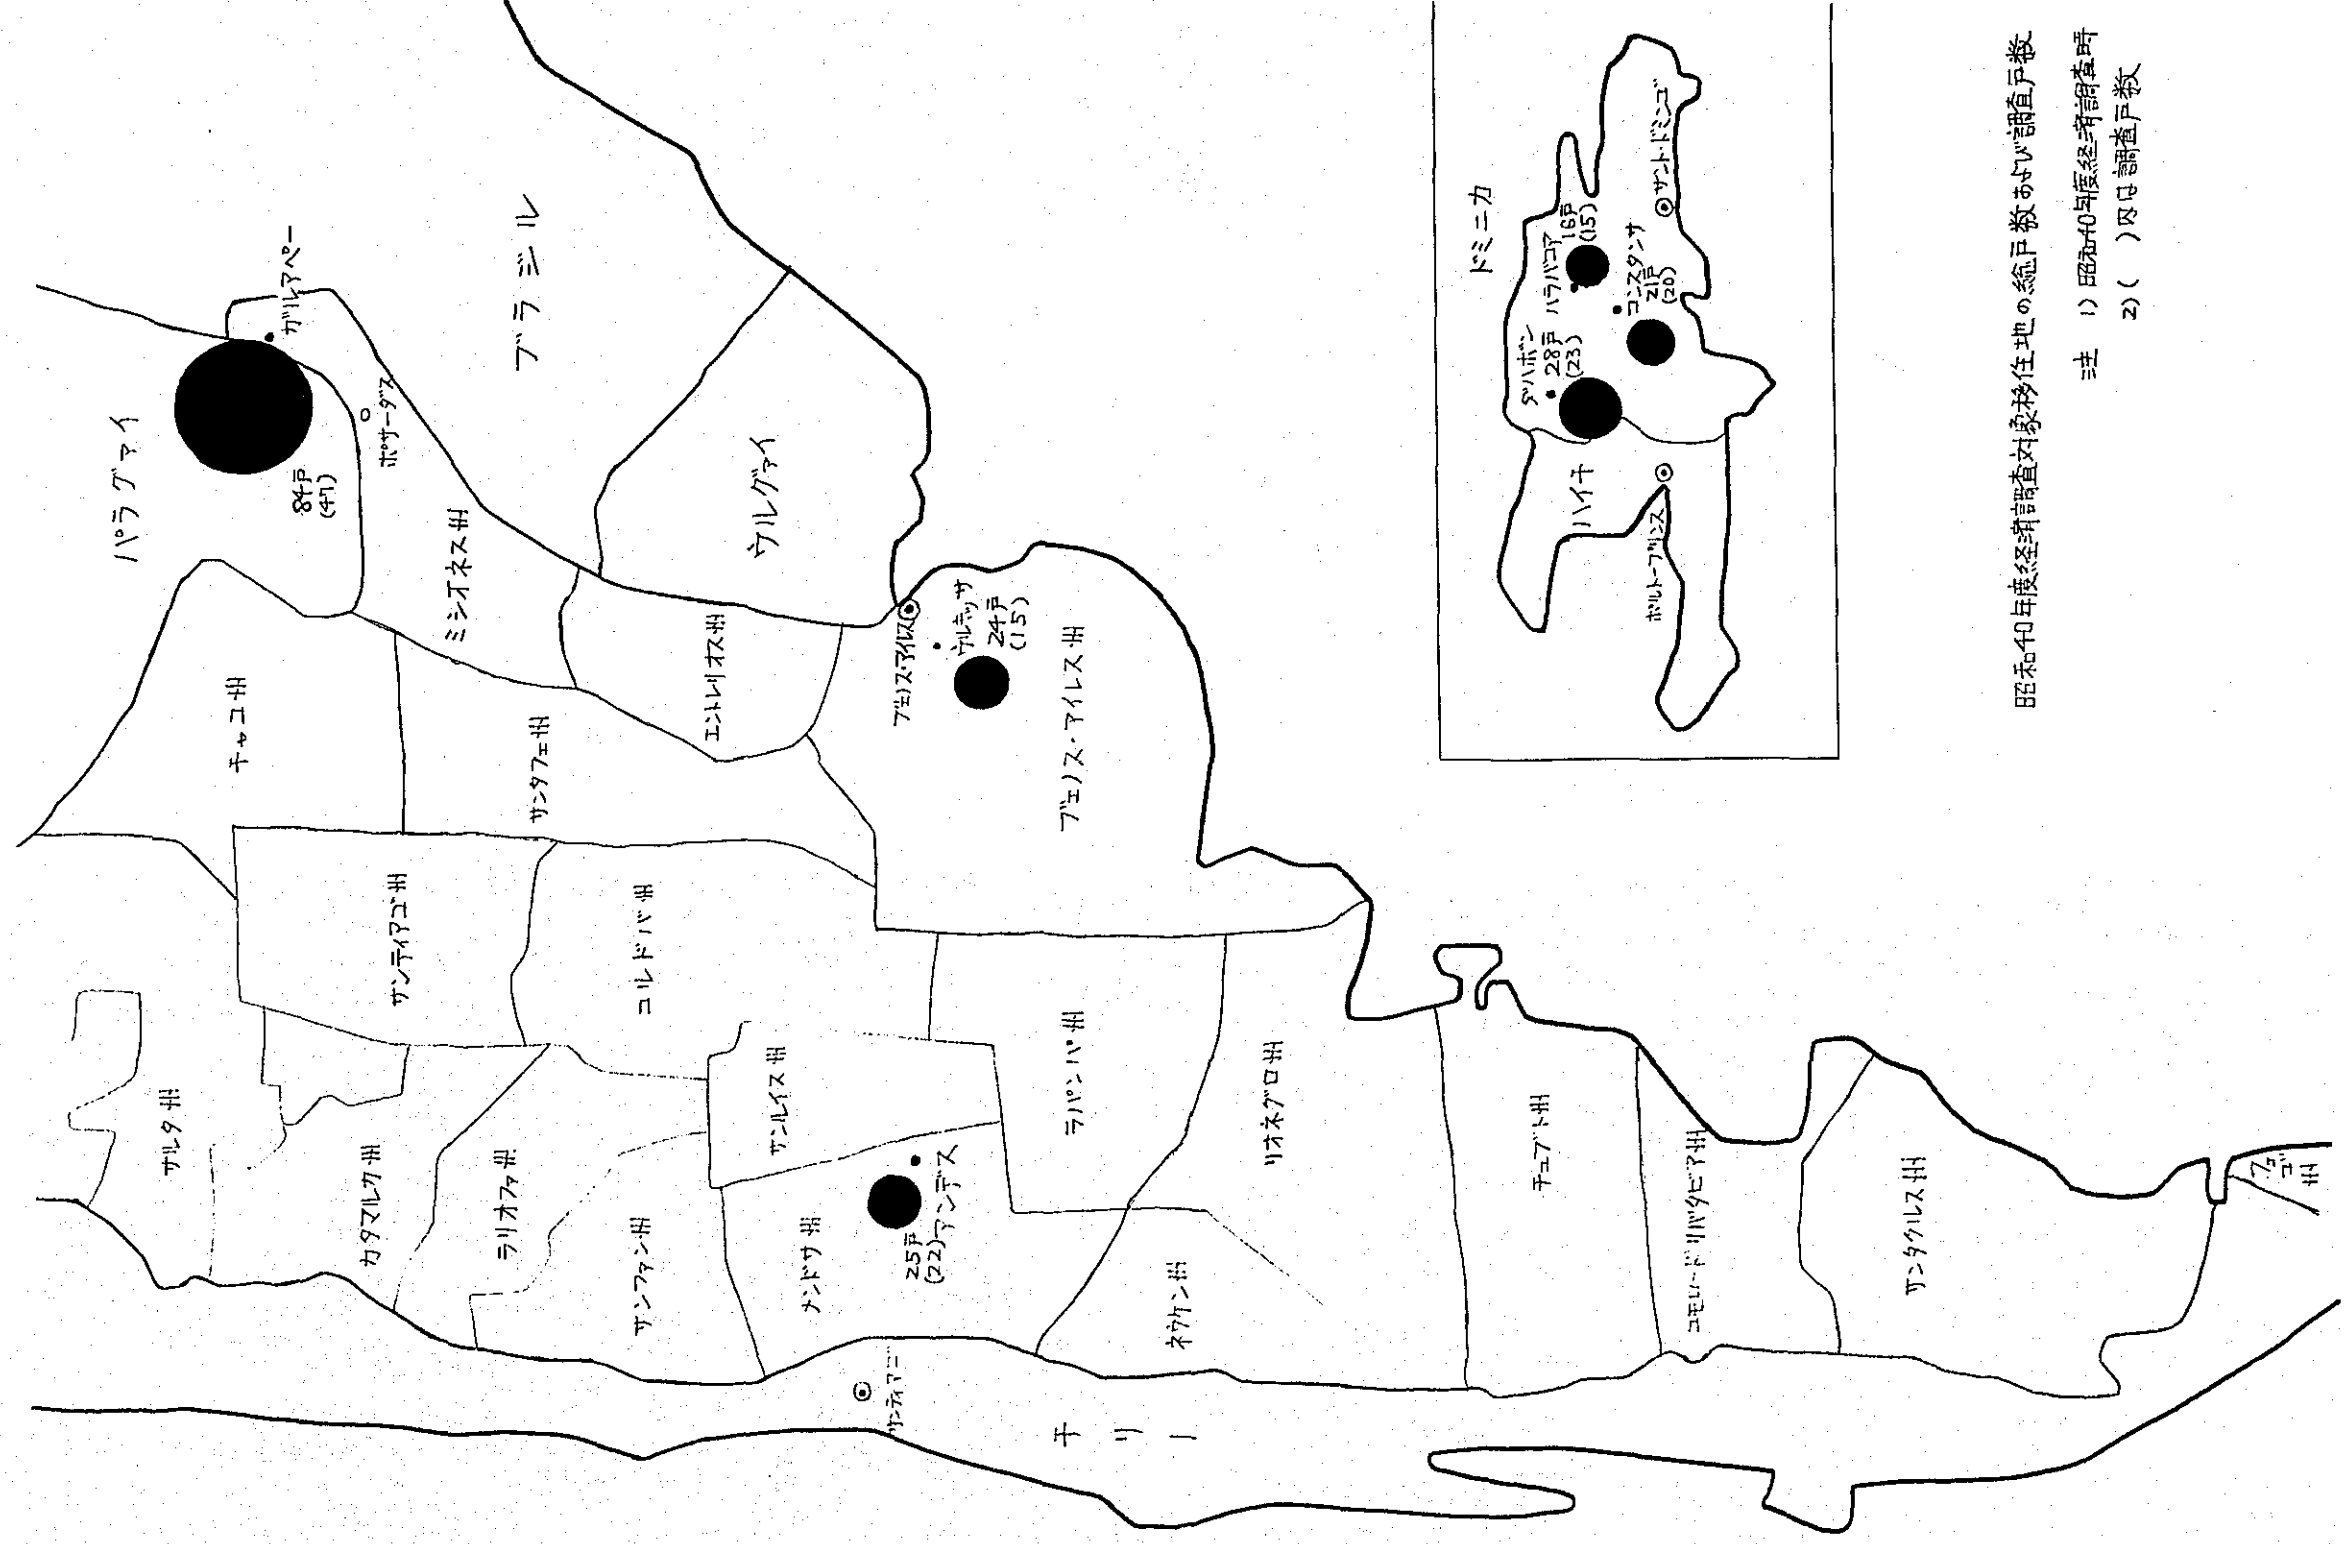 昭和40年度経済調査対象移住地の総戸数および調査戸数
注 1) 昭和40年度経済調査時
2) ( )内は調査戸数
パラグァイ
ガルアペー
84戸
(47)
ポサーダス
ブラジル
ウルグァイ
ミシオネス州
チャコ州
サンタフェ州
エントレリオス州
ブエノス・アイレス
ウルキッサ
24戸
(15)
ブエノス・アイレス州
サンティアゴ州
コルドバ州
サルタ州
カタマルカ州
ラリオファ州
サンファン州
サンルイス州
メンドサ州
アンデス
25戸
(22)
ラパンパ州
リオネグロ州
ネウケン州
チュブト州
コモロードリバダビア州
サンタクルス州
フェゴ州
サンティアゴ
チリー
ドミニカ
サント・ドミンゴ
ハラバコア
16戸
(15)
コンスタンサ
21戸
(20)
ダハボン
28戸
(23)
ハイチ
ポルトープリンス